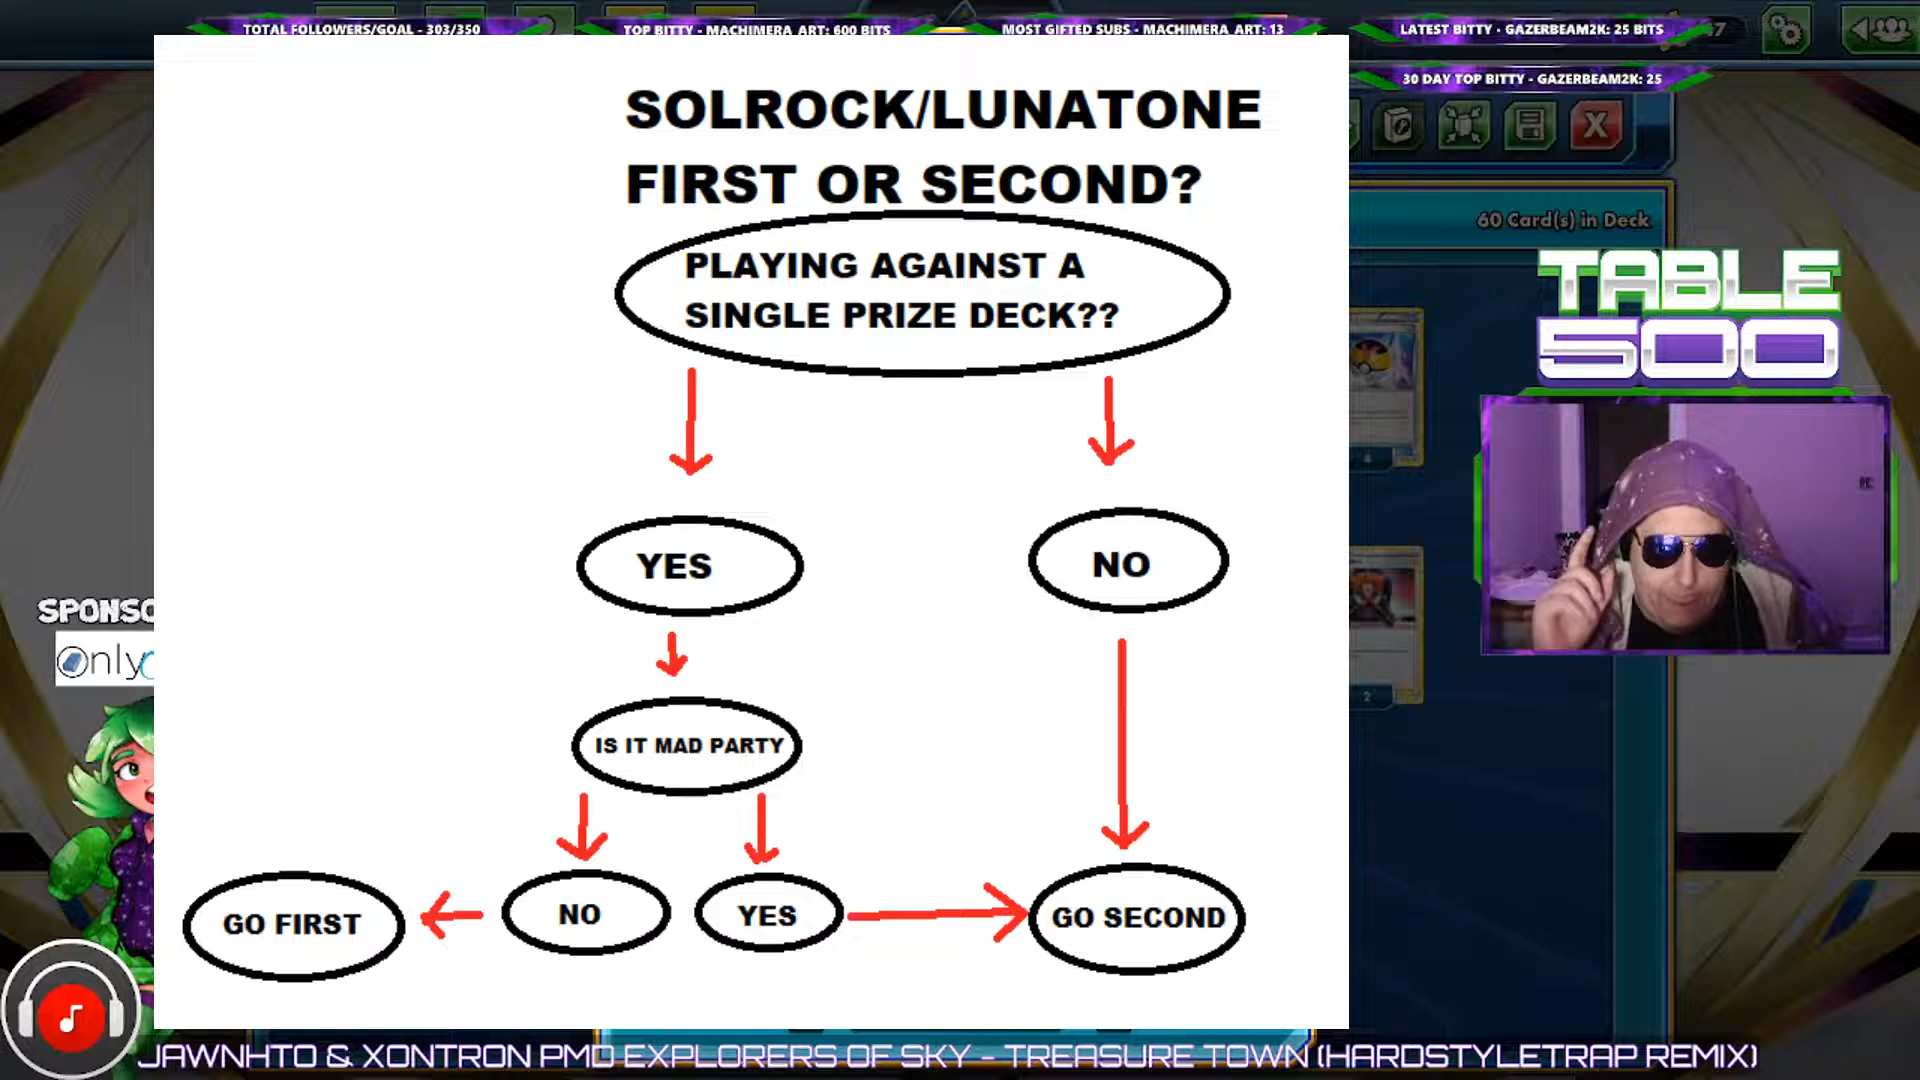 TOTAL FOLLOWERS/GOAL - 303/350
TOP BITTY - MACHIMERA_ART: 600 BITS
MOST GIFTED SUBS - MACHIMERA_ART: 13
LATEST BITTY - GAZERBEAM2K: 25 BITS
30 DAY TOP BITTY - GAZERBEAM2K: 25
SOLROCK/LUNATONE
FIRST OR SECOND?
PLAYING AGAINST A
SINGLE PRIZE DECK??
60 Card(s) in Deck
TABLE
500
YES
NO
SPONSO
Only
IS IT MAD PARTY
GO FIRST
NO
YES
GO SECOND
JAWNHTO & XONTRON PMD EXPLORERS OF SKY - TREASURE TOWN (HARDSTYLETRAP REMIX)